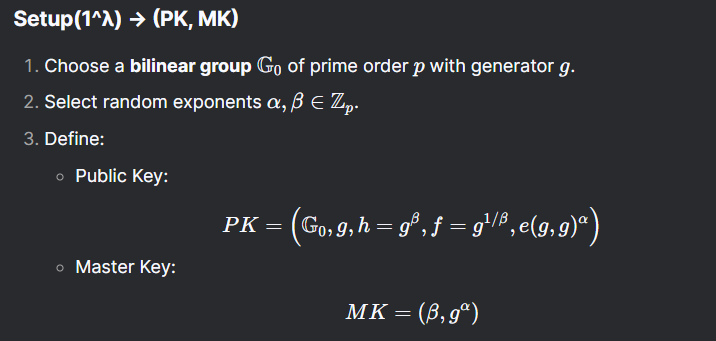 Setup(1^λ) → (PK, MK)
1. Choose a bilinear group 𝔾₀ of prime order p with generator g.
2. Select random exponents α, β ∈ ℤₚ.
3. Define:
◦ Public Key:
PK = (𝔾₀, g, h = g^β, f = g^{1/β}, e(g, g)^α)
◦ Master Key:
MK = (β, g^α)